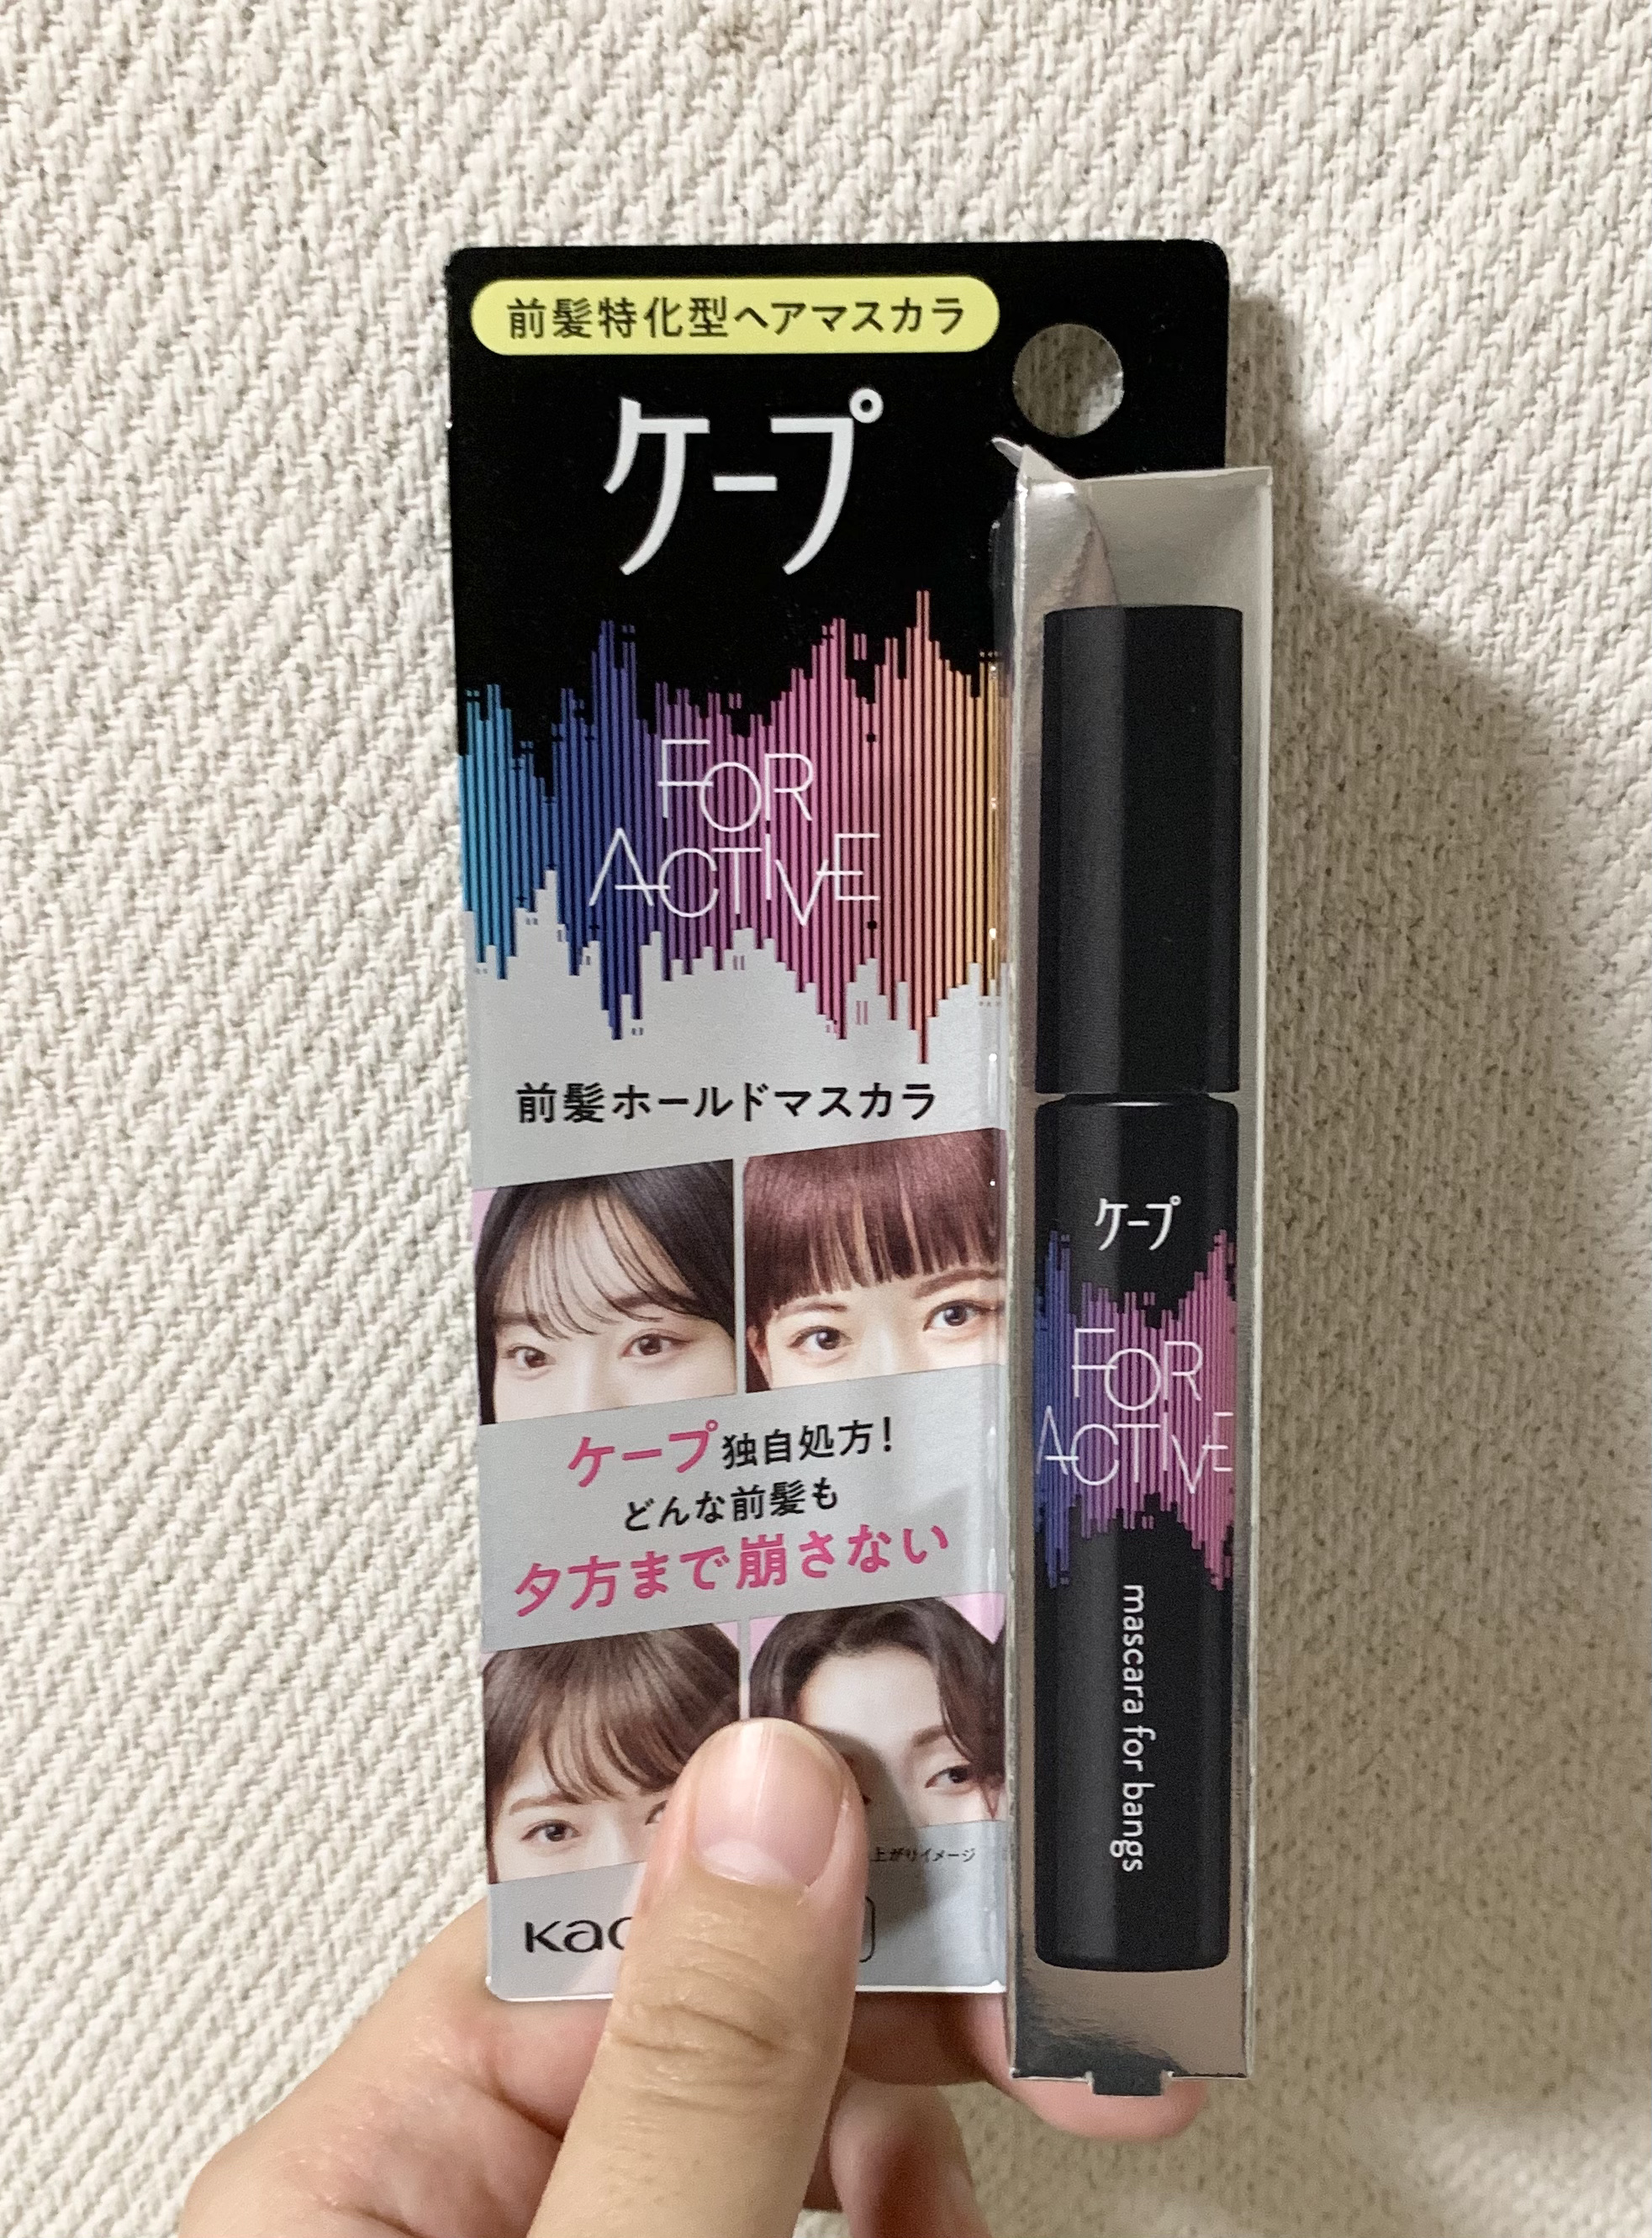 前髪特化型ヘアマスカラ
ケープ
FOR
ACTIVE
前髪ホールドマスカラ
ケープ独自処方!
どんな前髪も
夕方まで崩さない
上がりイメージ
ケープ
FOR
ACTIVE
mascara for bangs